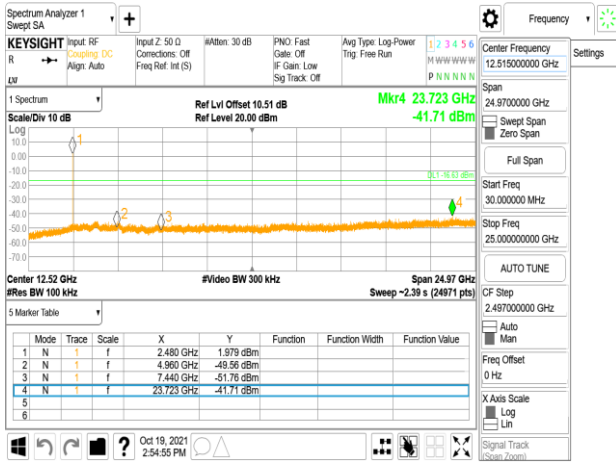 Spectrum Analyzer 1
Swept SA
+
Frequency
Settings
KEYSIGHT
R
LXI
Input: RF
Coupling: DC
Align: Auto
Input Z: 50 Ω
Corrections: Off
Freq Ref: Int (S)
#Atten: 30 dB
PNO: Fast
Gate: Off
IF Gain: Low
Sig Track: Off
Avg Type: Log-Power
Trig: Free Run
1 2 3 4 5 6
M W W W W W
P N N N N N
1 Spectrum
Scale/Div 10 dB
Ref Lvl Offset 10.51 dB
Ref Level 20.00 dBm
Mkr4 23.723 GHz
-41.71 dBm
Log
10.0
0.00
-10.0
-20.0
-30.0
-40.0
-50.0
-60.0
-70.0
1
2
3
4
DL1 -16.63 dBm
Center 12.52 GHz
#Video BW 300 kHz
Span 24.97 GHz
#Res BW 100 kHz
Sweep ~2.39 s (24971 pts)
5 Marker Table
Mode Trace Scale X Y Function Function Width Function Value
1 N 1 f 2.480 GHz 1.979 dBm
2 N 1 f 4.960 GHz -49.56 dBm
3 N 1 f 7.440 GHz -51.76 dBm
4 N 1 f 23.723 GHz -41.71 dBm
5
6
?
Oct 19, 2021
2:54:55 PM
Center Frequency
12.515000000 GHz
Span
24.9700000 GHz
Swept Span
Zero Span
Full Span
Start Freq
30.000000 MHz
Stop Freq
25.000000000 GHz
AUTO TUNE
CF Step
2.497000000 GHz
Auto
Man
Freq Offset
0 Hz
X Axis Scale
Log
Lin
Signal Track
(Span Zoom)